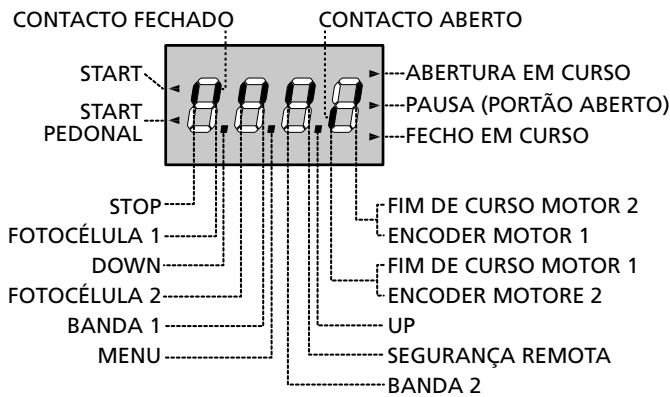 CONTACTO FECHADO
CONTACTO ABERTO
START
START
PEDONAL
ABERTURA EM CURSO
PAUSA (PORTÃO ABERTO)
FECHO EM CURSO
STOP
FOTOCÉLULA 1
DOWN
FOTOCÉLULA 2
BANDA 1
MENU
FIM DE CURSO MOTOR 2
ENCODER MOTOR 1
FIM DE CURSO MOTOR 1
ENCODER MOTORE 2
UP
SEGURANÇA REMOTA
BANDA 2